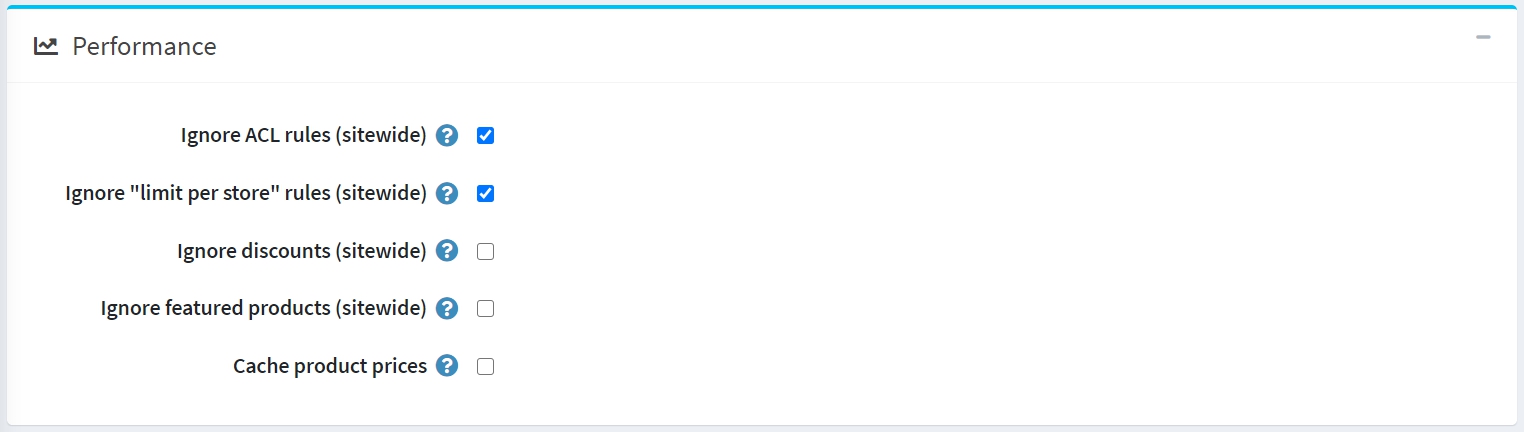 Performance
Ignore ACL rules (sitewide)
Ignore "limit per store" rules (sitewide)
Ignore discounts (sitewide)
Ignore featured products (sitewide)
Cache product prices